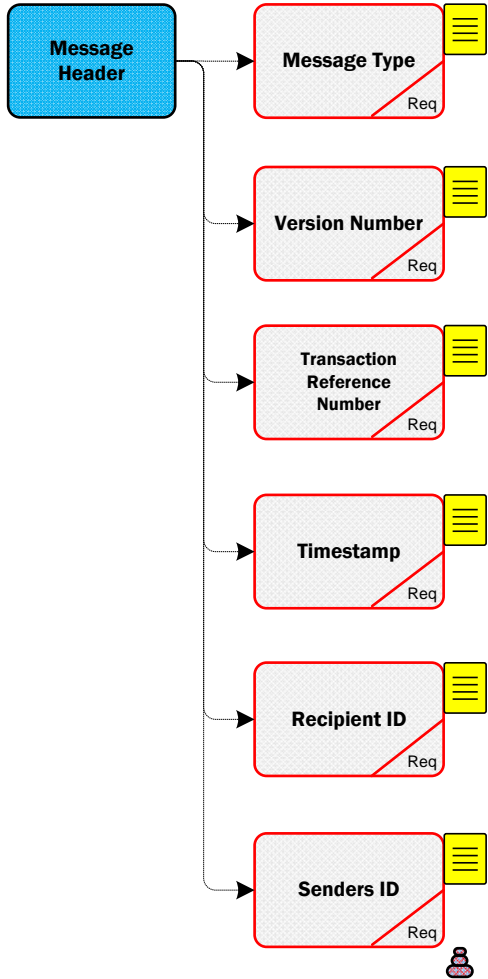 Message
Header
Message Type
Req
Version Number
Req
Transaction
Reference
Number
Req
Timestamp
Req
Recipient ID
Req
Senders ID
Req